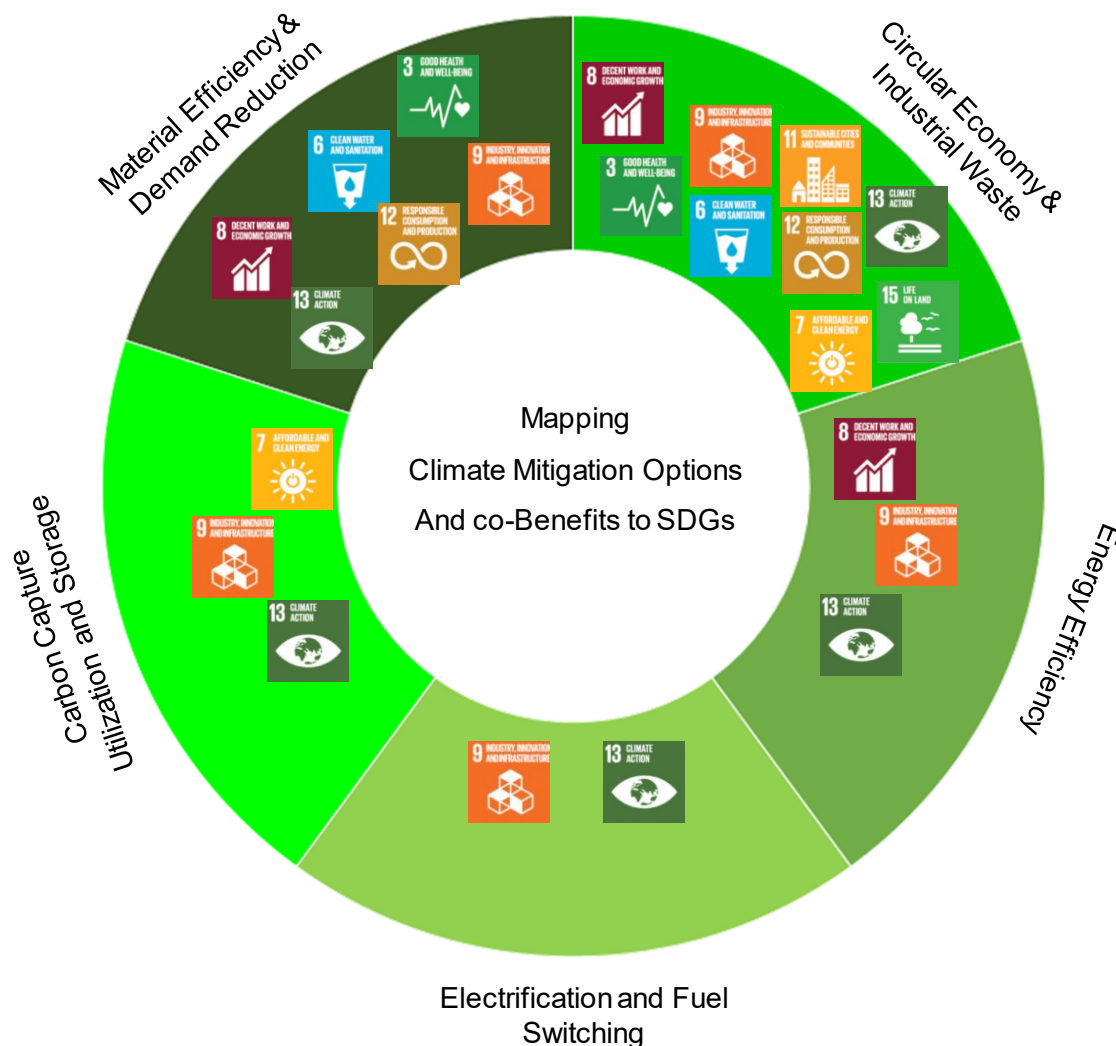 Material Efficiency &
Demand Reduction
3 GOOD HEALTH
AND WELL-BEING
6 CLEAN WATER
AND SANITATION
9 INDUSTRY, INNOVATION
AND INFRASTRUCTURE
8 DECENT WORK AND
ECONOMIC GROWTH
12 RESPONSIBLE
CONSUMPTION
AND PRODUCTION
13 CLIMATE
ACTION
Circular Economy &
Industrial Waste
8 DECENT WORK AND
ECONOMIC GROWTH
9 INDUSTRY, INNOVATION
AND INFRASTRUCTURE
11 SUSTAINABLE CITIES
AND COMMUNITIES
3 GOOD HEALTH
AND WELL-BEING
6 CLEAN WATER
AND SANITATION
12 RESPONSIBLE
CONSUMPTION
AND PRODUCTION
13 CLIMATE
ACTION
15 LIFE
ON LAND
7 AFFORDABLE AND
CLEAN ENERGY
Mapping
Climate Mitigation Options
And co-Benefits to SDGs
Energy Efficiency
8 DECENT WORK AND
ECONOMIC GROWTH
9 INDUSTRY, INNOVATION
AND INFRASTRUCTURE
13 CLIMATE
ACTION
Carbon Capture
Utilization and Storage
7 AFFORDABLE AND
CLEAN ENERGY
9 INDUSTRY, INNOVATION
AND INFRASTRUCTURE
13 CLIMATE
ACTION
9 INDUSTRY, INNOVATION
AND INFRASTRUCTURE
13 CLIMATE
ACTION
Electrification and Fuel
Switching